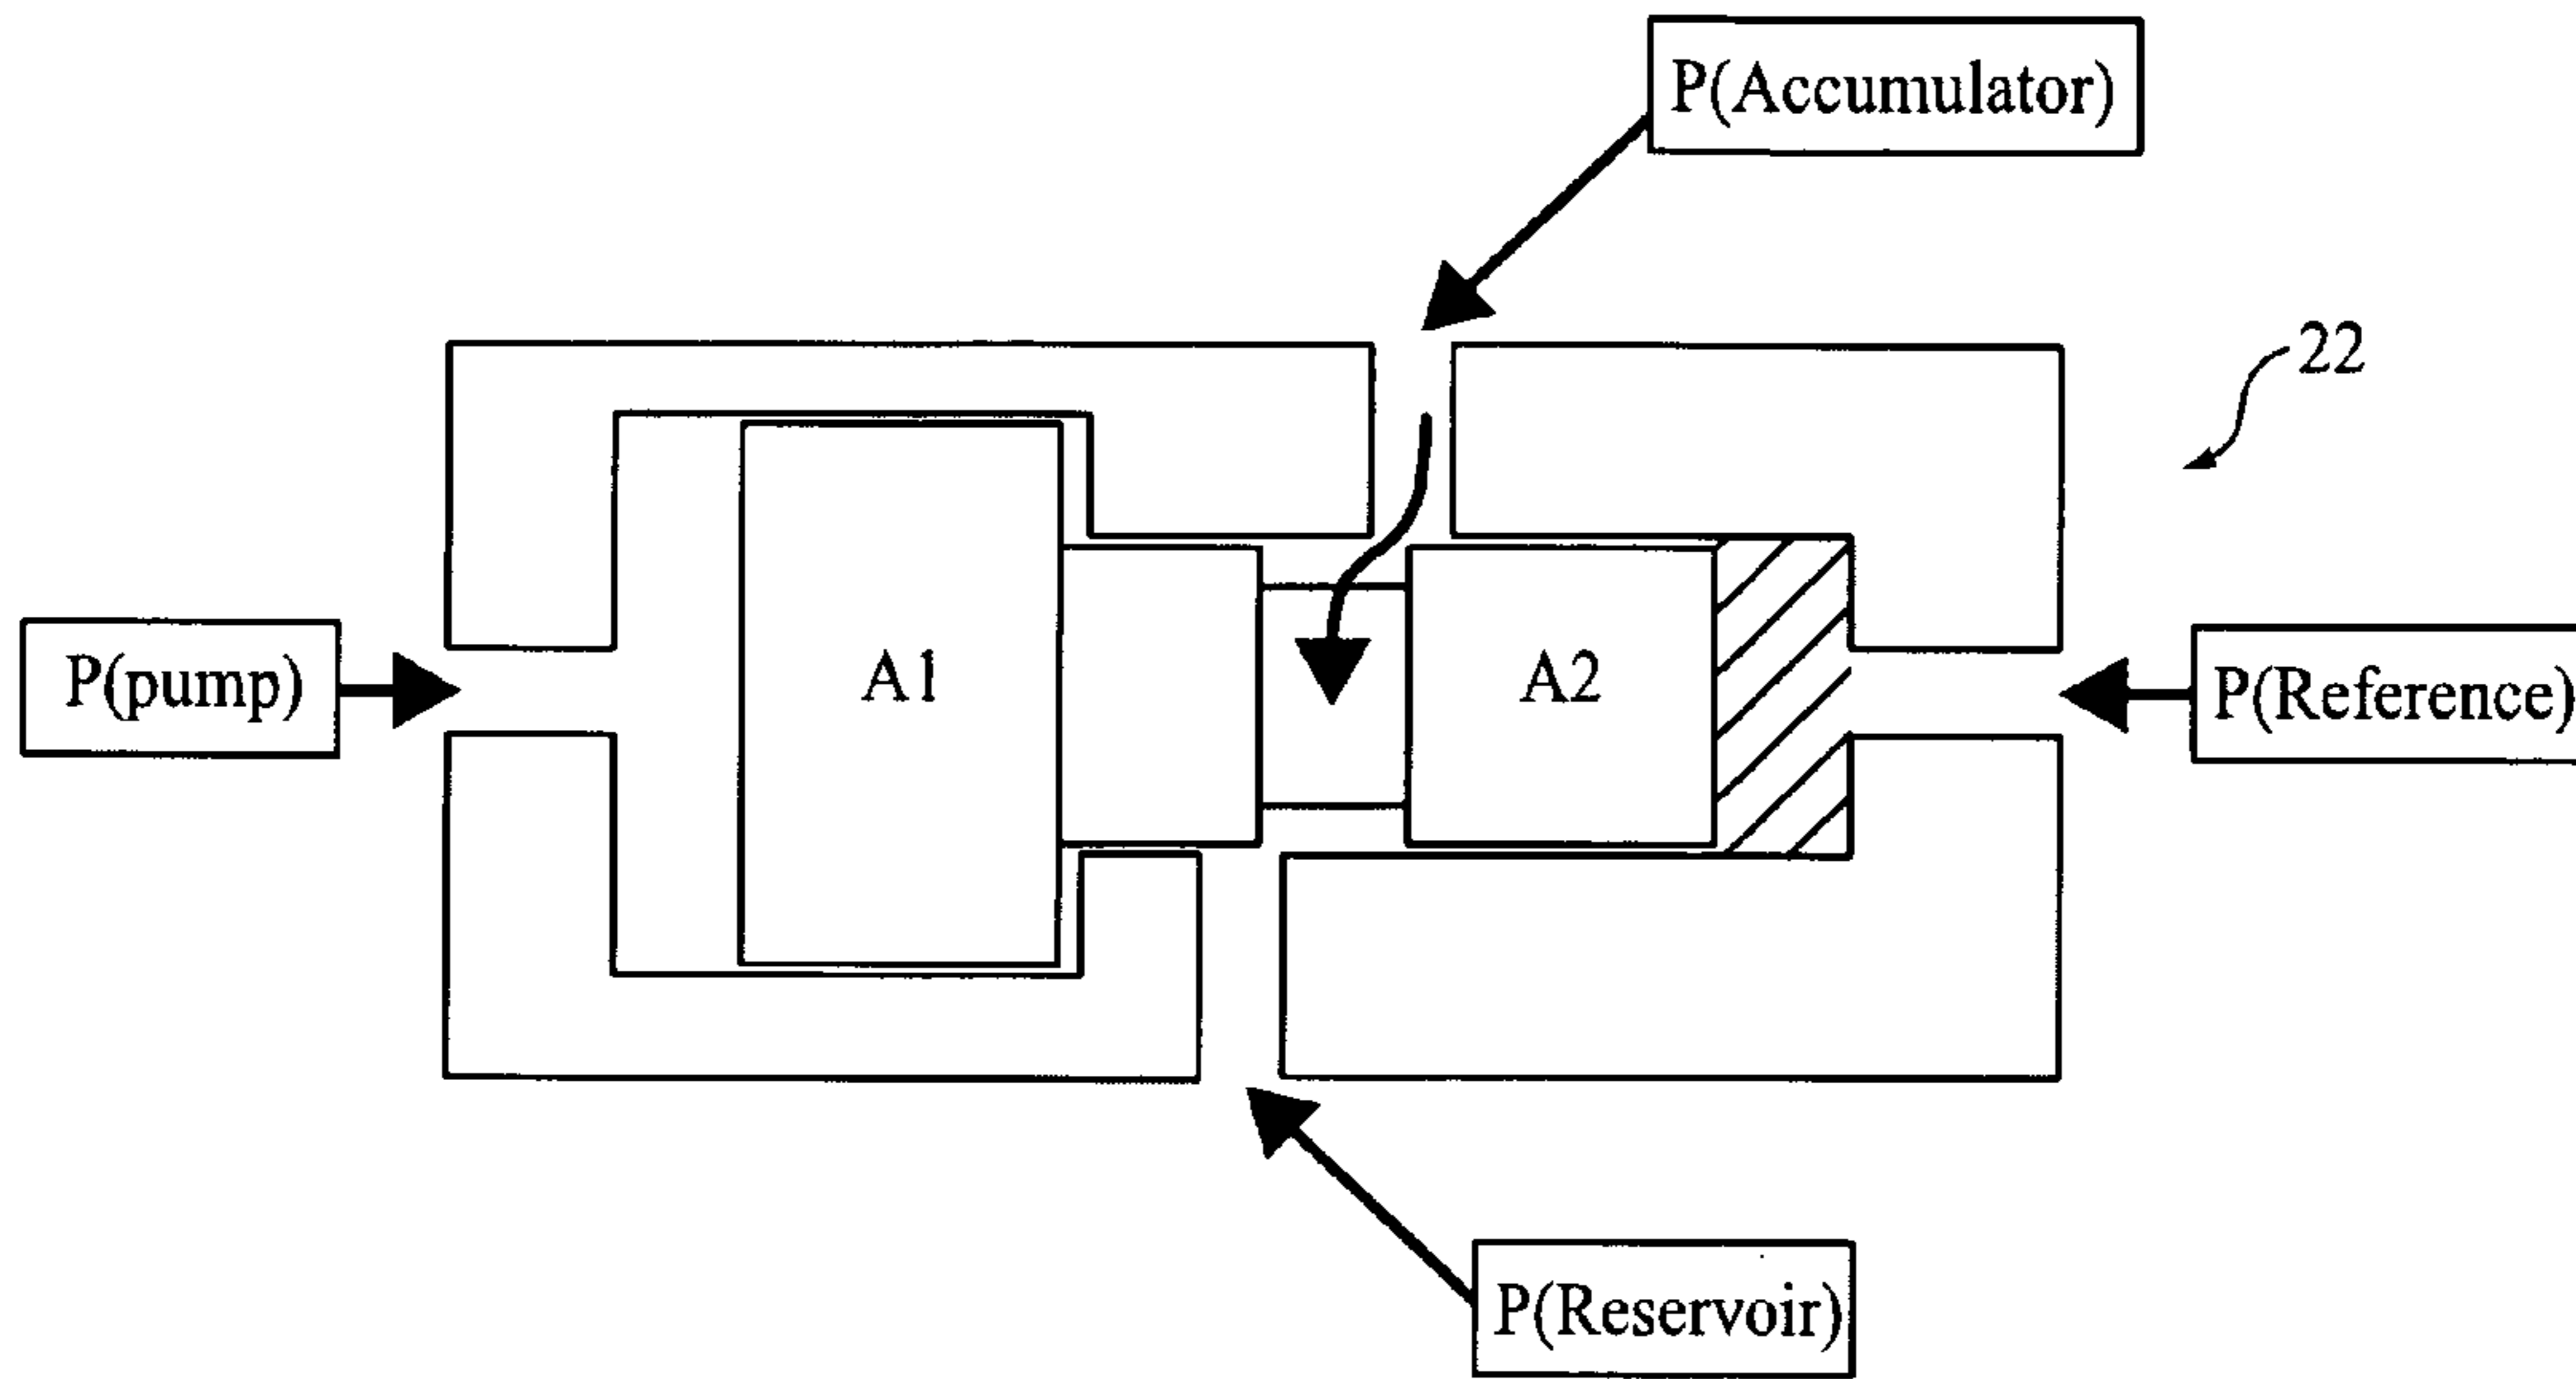 P(Accumulator)
22
P(pump)
A1
A2
P(Reference)
P(Reservoir)